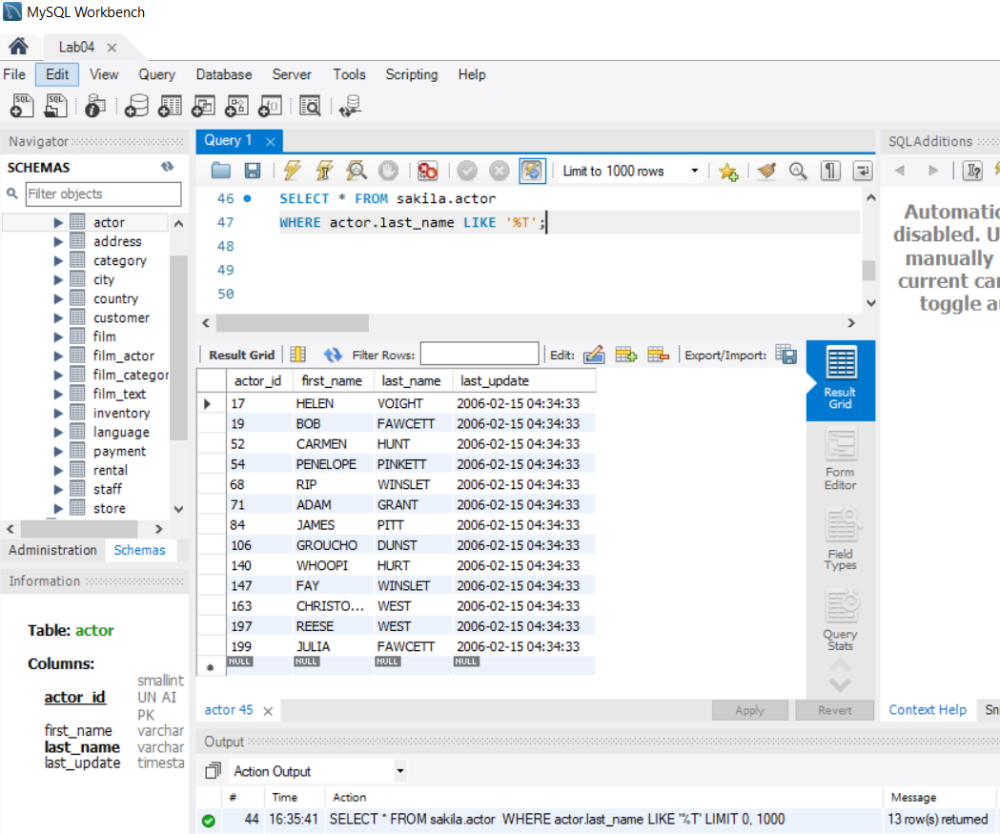 MySQL Workbench
Lab04
File Edit View Query Database Server Tools Scripting Help
Navigator
SCHEMAS
Filter objects
actor
address
category
city
country
customer
film
film_actor
film_categor
film_text
inventory
language
payment
rental
staff
store
Administration Schemas
Information
Table: actor
Columns:
actor_id smallint UN AI PK
first_name varchar
last_name varchar
last_update timesta
Query 1
Limit to 1000 rows
46 SELECT * FROM sakila.actor
47 WHERE actor.last_name LIKE '%T';
48
49
50
Result Grid Filter Rows: Edit: Export/Import:
actor_id first_name last_name last_update
17 HELEN VOIGHT 2006-02-15 04:34:33
19 BOB FAWCETT 2006-02-15 04:34:33
52 CARMEN HUNT 2006-02-15 04:34:33
54 PENELOPE PINKETT 2006-02-15 04:34:33
68 RIP WINSLET 2006-02-15 04:34:33
71 ADAM GRANT 2006-02-15 04:34:33
84 JAMES PITT 2006-02-15 04:34:33
106 GROUCHO DUNST 2006-02-15 04:34:33
140 WHOOPI HURT 2006-02-15 04:34:33
147 FAY WINSLET 2006-02-15 04:34:33
163 CHRISTO... WEST 2006-02-15 04:34:33
197 REESE WEST 2006-02-15 04:34:33
199 JULIA FAWCETT 2006-02-15 04:34:33
NULL NULL NULL NULL
Result Grid
Form Editor
Field Types
Query Stats
actor 45 Apply Revert
Output
Action Output
# Time Action Message
44 16:35:41 SELECT * FROM sakila.actor WHERE actor.last_name LIKE '%T' LIMIT 0, 1000 13 row(s) returned
SQLAdditions
Automatic
disabled. U
manually
current car
toggle au
Context Help Sn